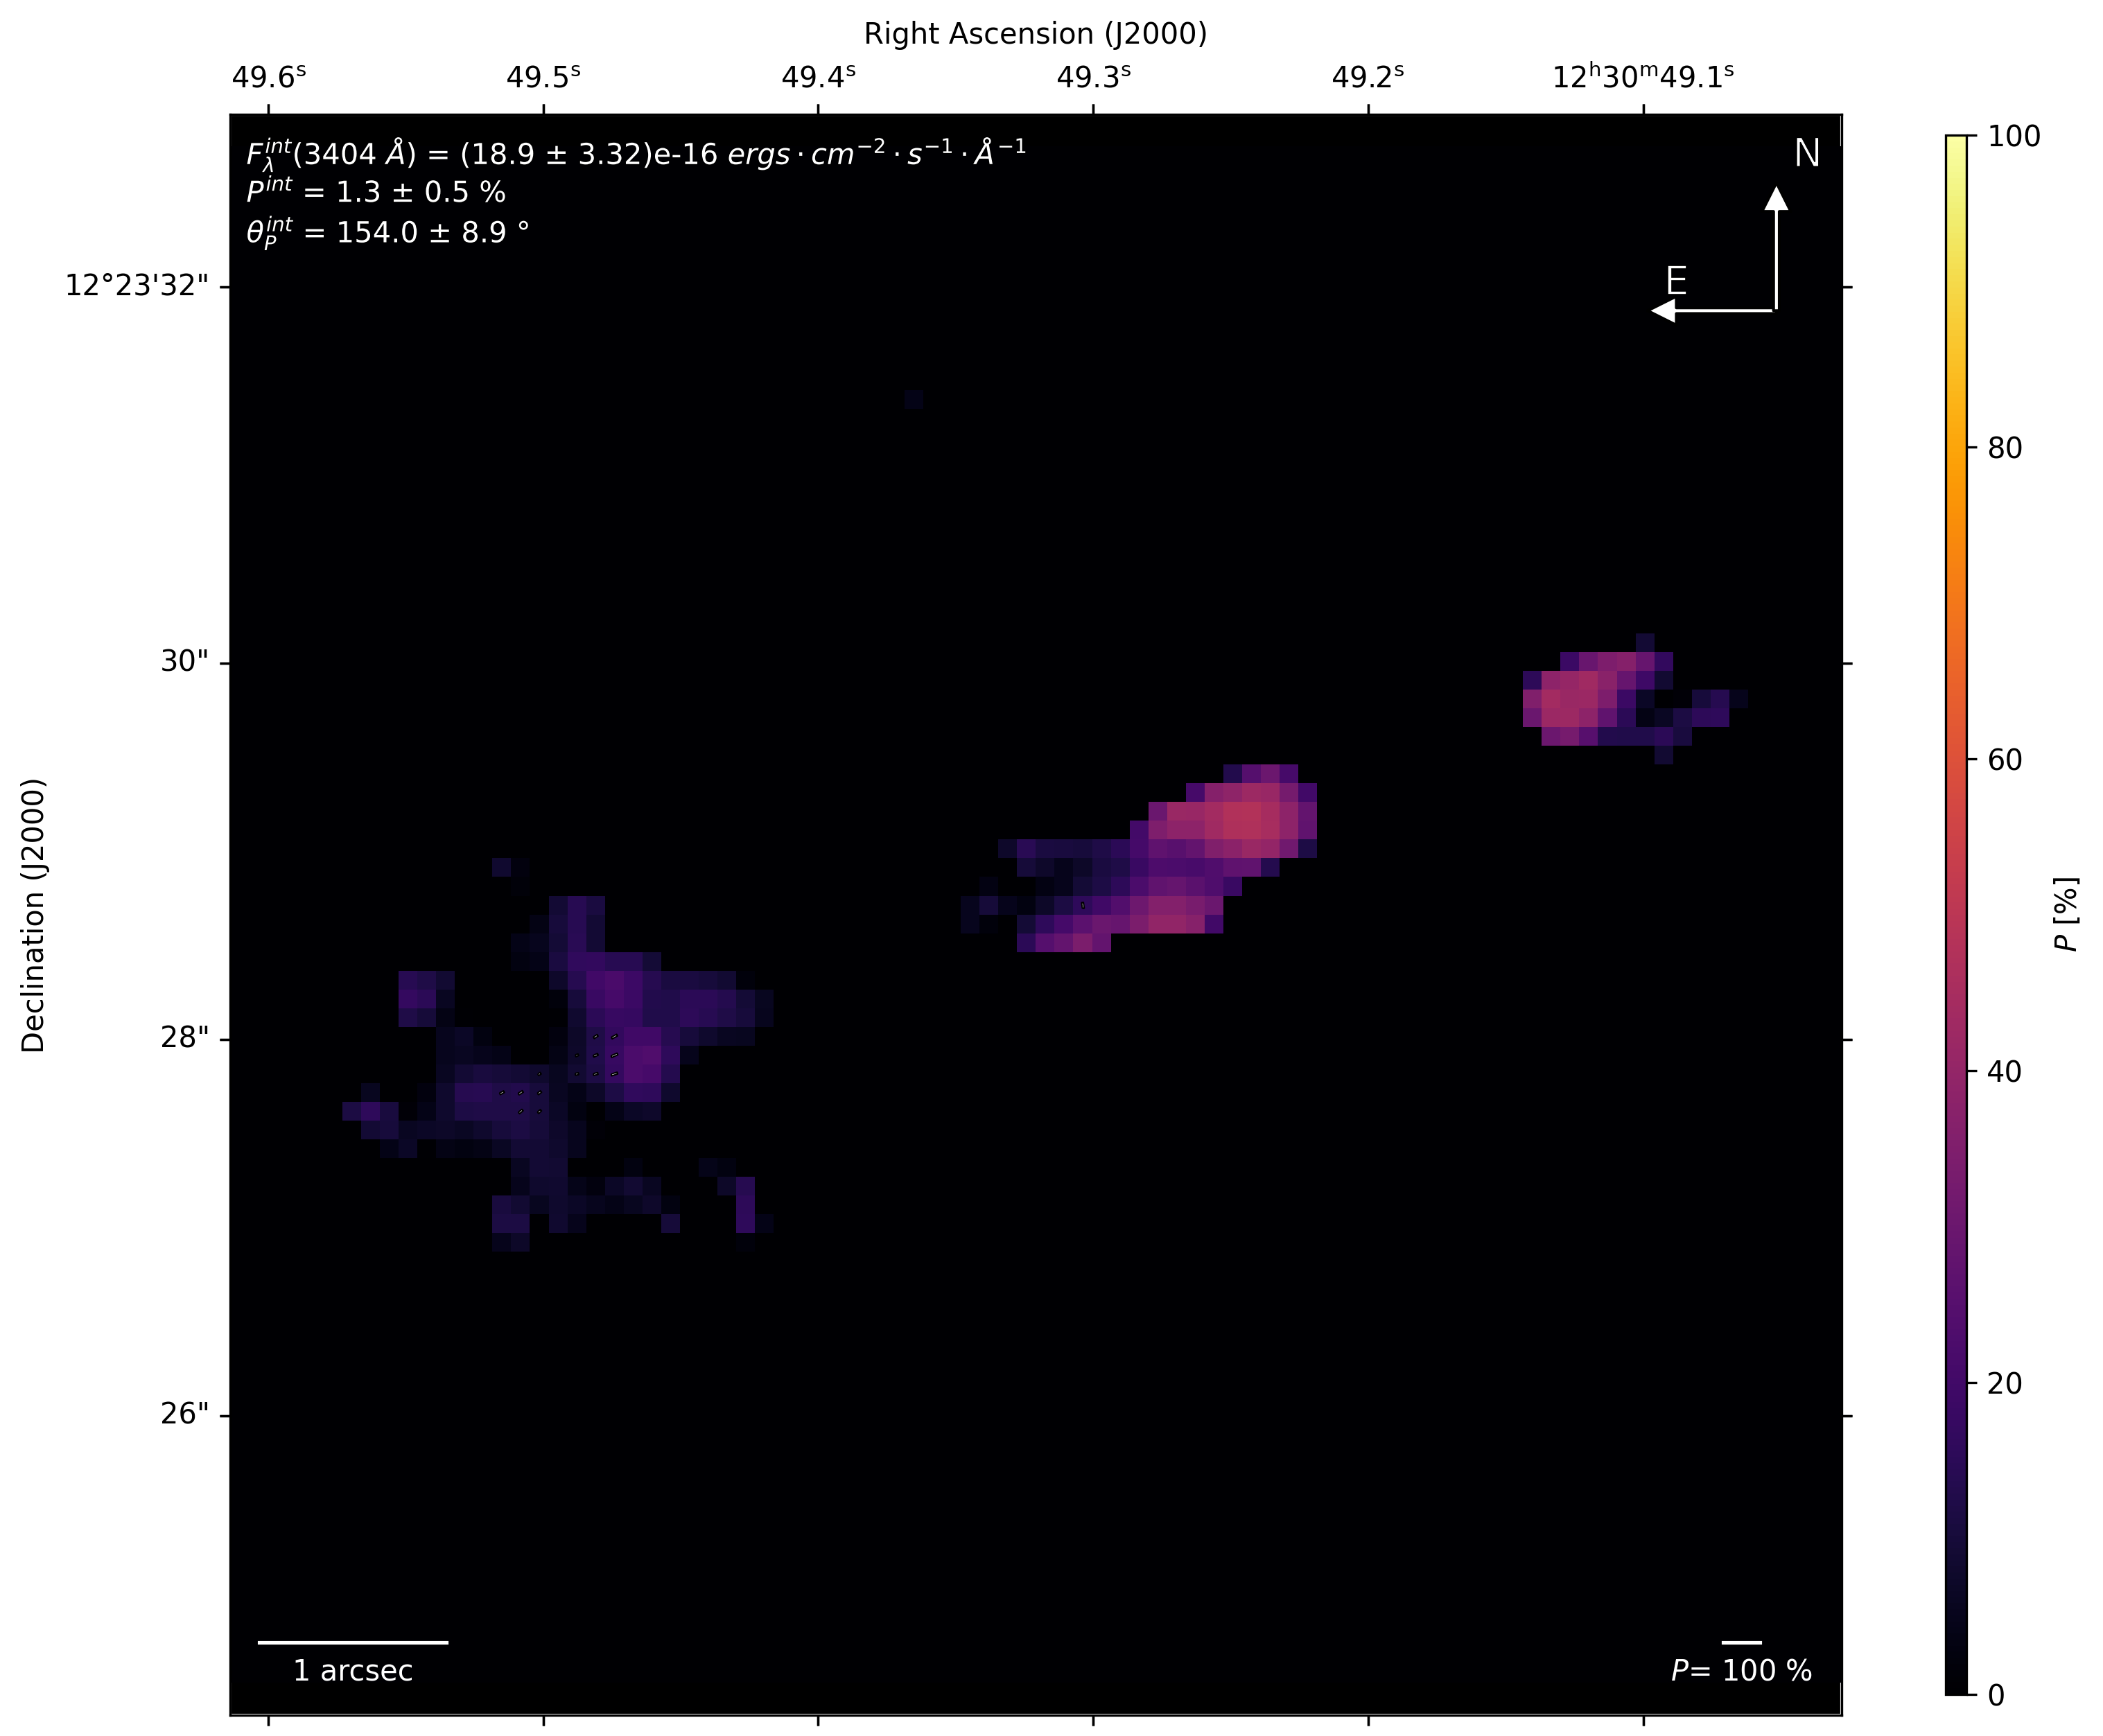 Right Ascension (J2000)
49.6ˢ 49.5ˢ 49.4ˢ 49.3ˢ 49.2ˢ 12ʰ30ᵐ49.1ˢ
F_λ^int(3404 Å) = (18.9 ± 3.32)e-16 ergs · cm⁻² · s⁻¹ · Å⁻¹
P^int = 1.3 ± 0.5 %
θ_P^int = 154.0 ± 8.9 °
N
E
12°23'32"
30"
28"
26"
Declination (J2000)
1 arcsec
P= 100 %
100
80
60
40
20
0
P [%]